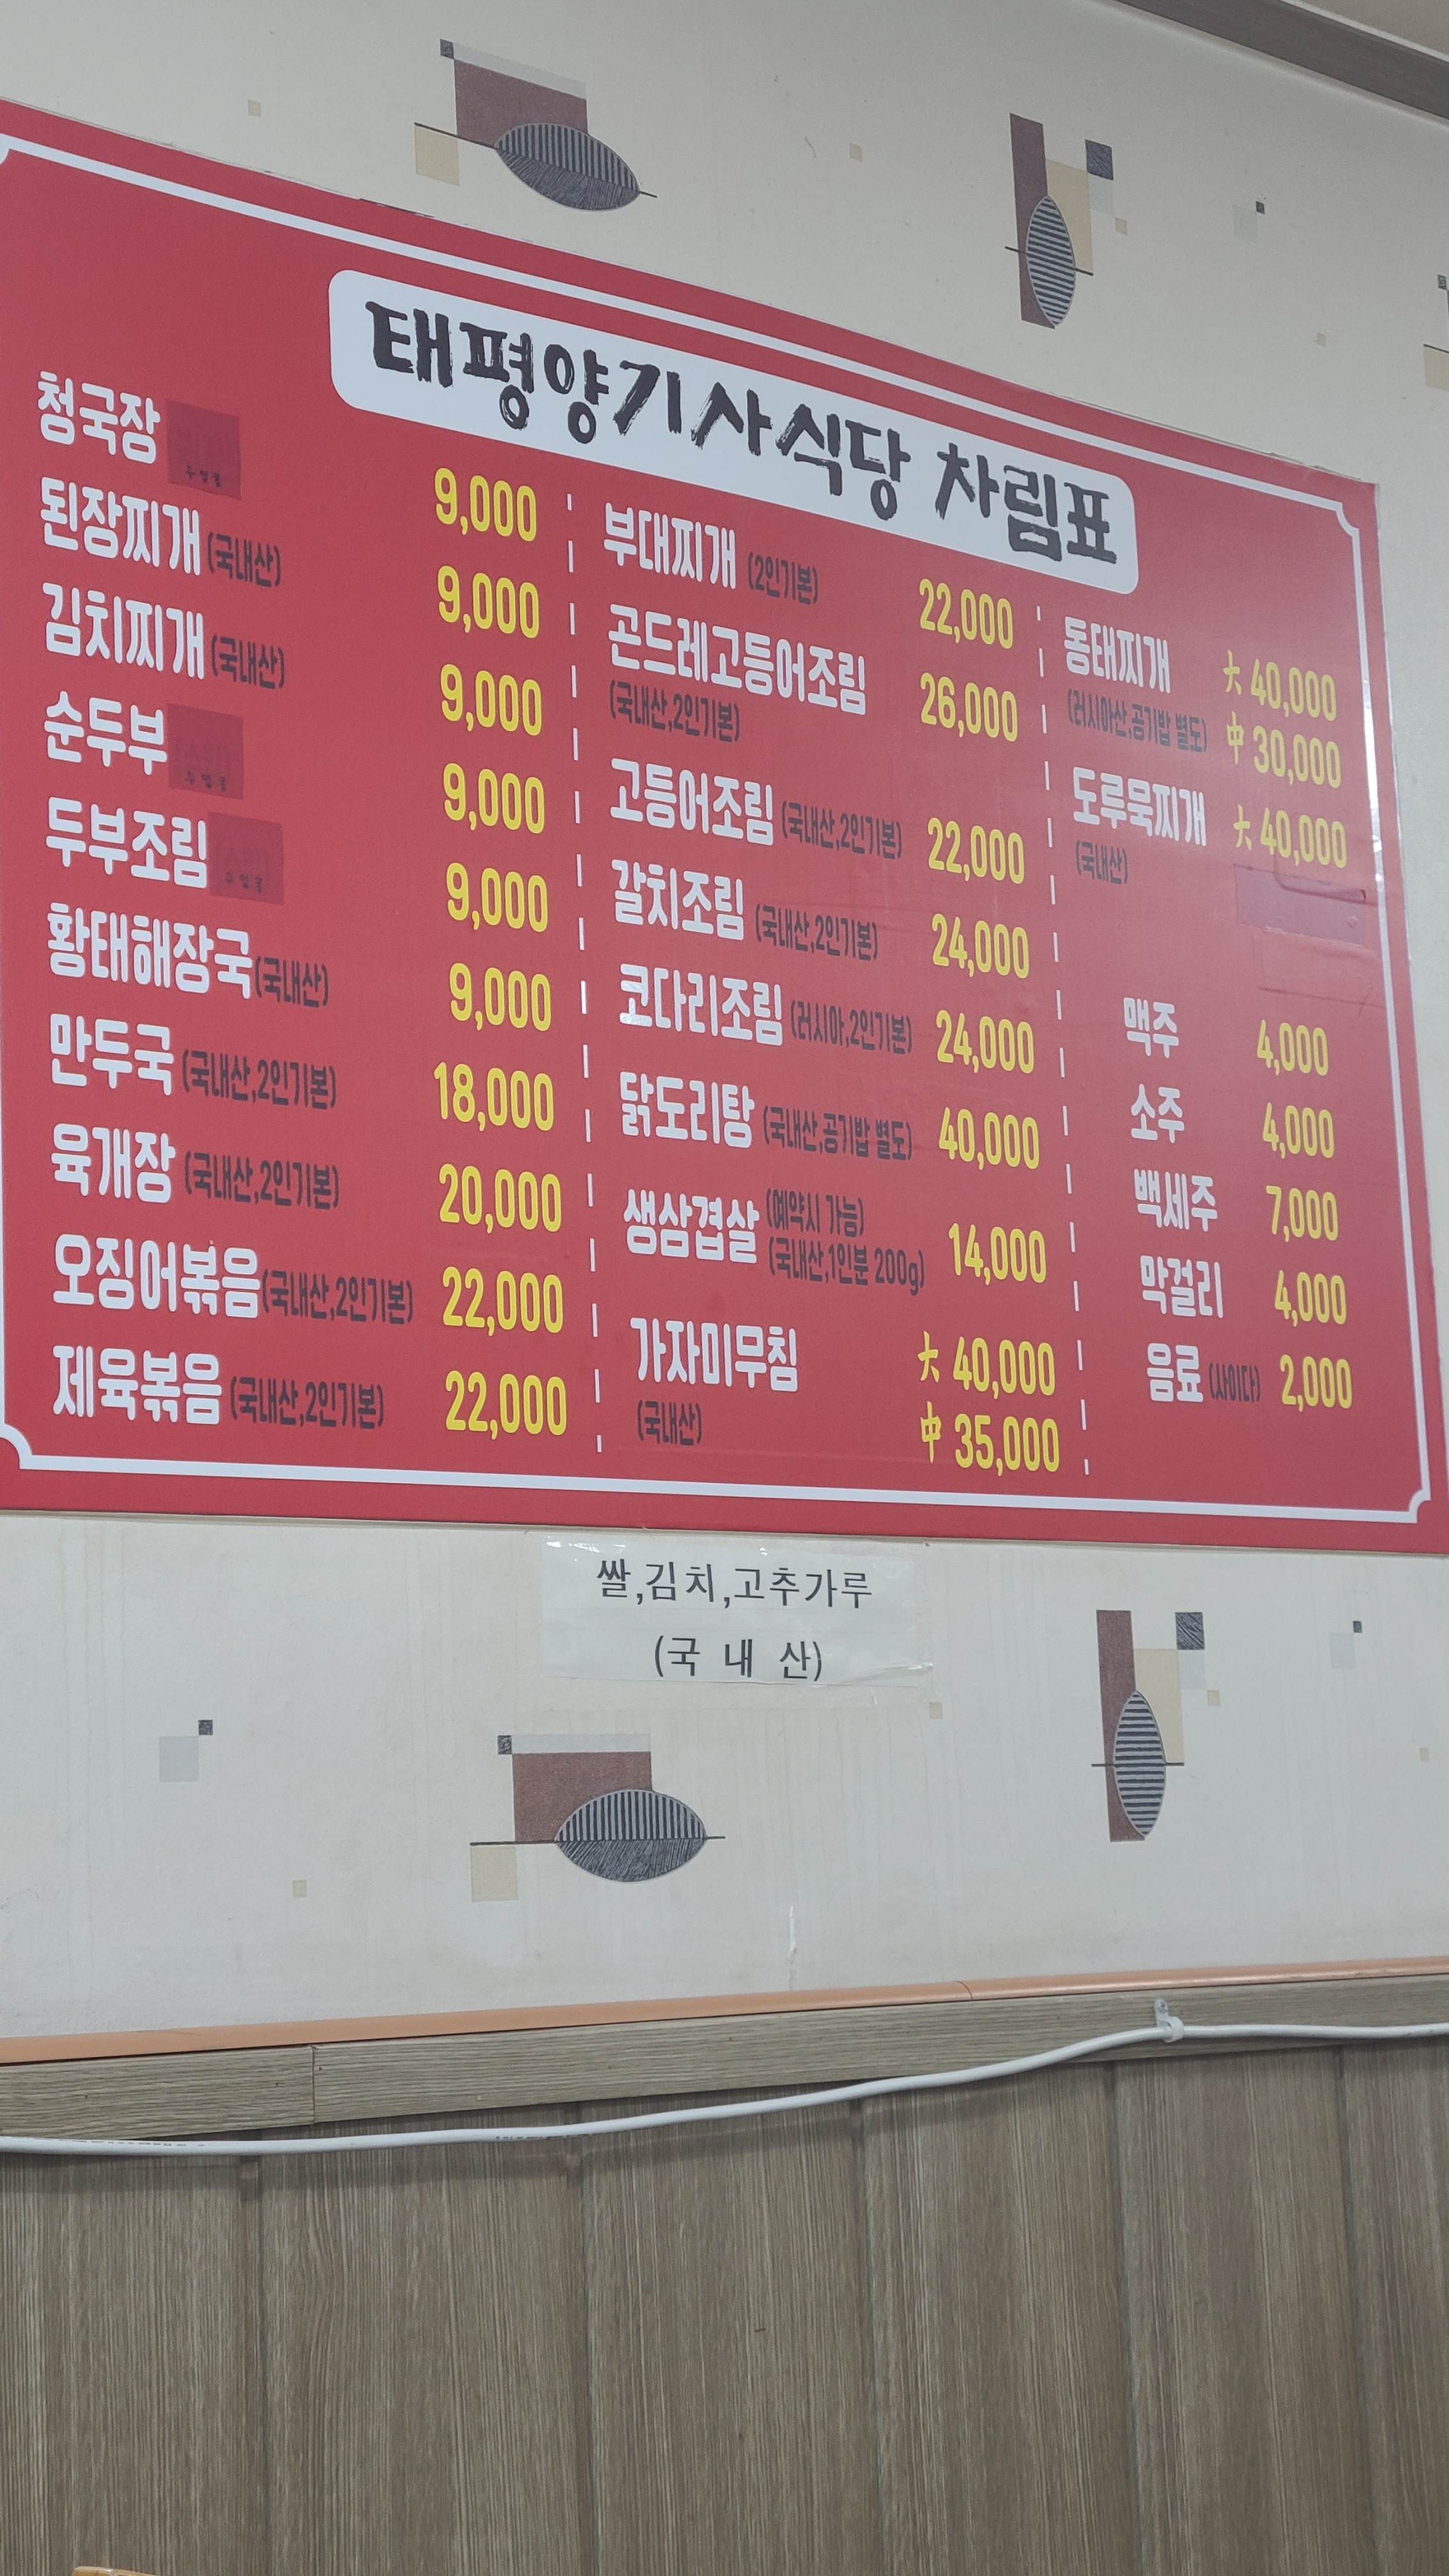 태평양기사식당 차림표
청국장 수입콩 9,000
된장찌개 (국내산) 9,000
김치찌개 (국내산) 9,000
순두부 수입콩 9,000
두부조림 수입콩 9,000
황태해장국 (국내산) 9,000
만두국 (국내산,2인기본) 18,000
육개장 (국내산,2인기본) 20,000
오징어볶음 (국내산,2인기본) 22,000
제육볶음 (국내산,2인기본) 22,000
부대찌개 (2인기본) 22,000
곤드레고등어조림 26,000
(국내산,2인기본)
고등어조림 (국내산,2인기본) 22,000
갈치조림 (국내산,2인기본) 24,000
코다리조림 (러시아,2인기본) 24,000
닭도리탕 (국내산,공기밥 별도) 40,000
생삼겹살 (예약시 가능) 14,000
(국내산,1인분 200g)
가자미무침 大 40,000
(국내산) 中 35,000
동태찌개 大 40,000
(러시아산,공기밥 별도) 中 30,000
도루묵찌개 大 40,000
(국내산)
맥주 4,000
소주 4,000
백세주 7,000
막걸리 4,000
음료 (사이다) 2,000
쌀,김치,고추가루
(국 내 산)